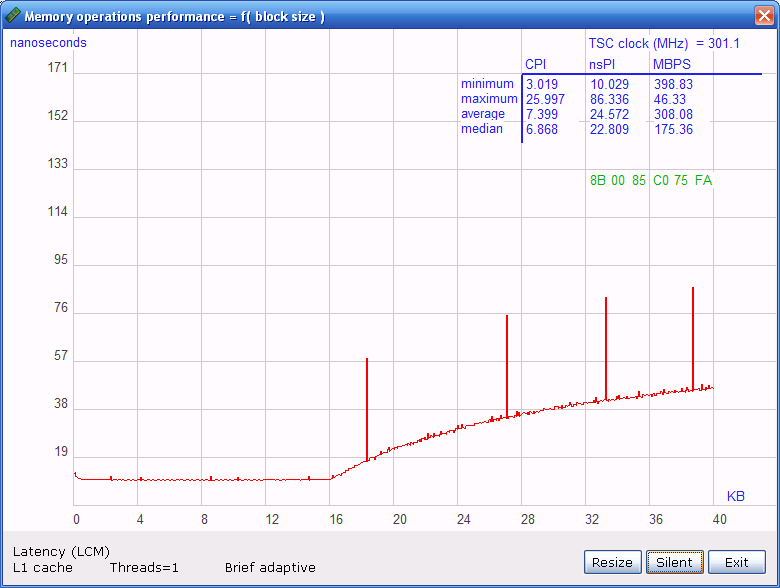 Memory operations performance = f( block size )
nanoseconds
TSC clock (MHz) = 301.1
CPI nsPI MBPS
minimum 3.019 10.029 398.83
maximum 25.997 86.336 46.33
average 7.399 24.572 308.08
median 6.868 22.809 175.36
8B 00 85 C0 75 FA
171
152
133
114
95
76
57
38
19
KB
0 4 8 12 16 20 24 28 32 36 40
Latency (LCM)
L1 cache Threads=1 Brief adaptive
Resize Silent Exit